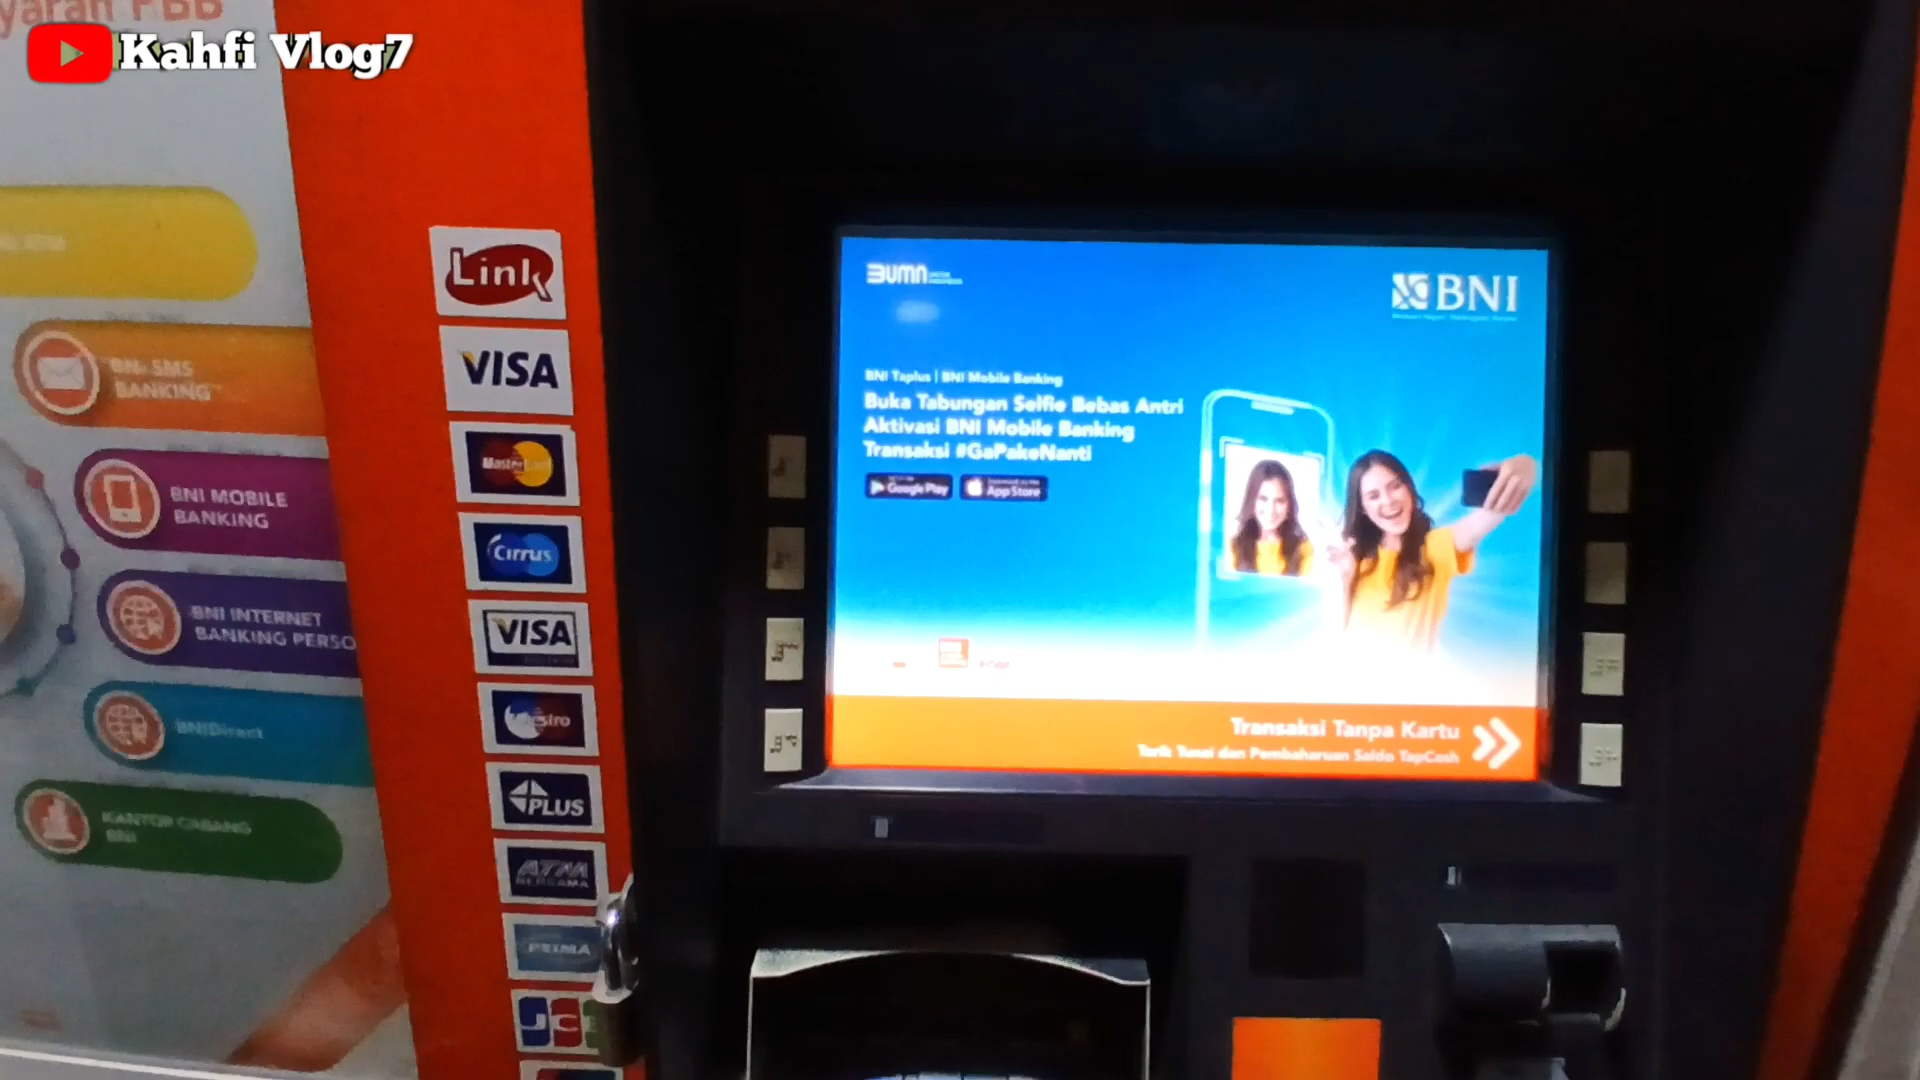 Kahfi Vlog7
BNI SMS
BANKING
BNI MOBILE
BANKING
BNI INTERNET
BANKING PERSO
BNIDirect
KANTOR CABANG
BNI
Link
VISA
MasterCard
Cirrus
VISA
Maestro
PLUS
ATM
BERSAMA
PRIMA
JCB
BUMN UNTUK
INDONESIA
BNI
BNI Taplus | BNI Mobile Banking
Buka Tabungan Selfie Bebas Antri
Aktivasi BNI Mobile Banking
Transaksi #GaPakeNanti
Google Play
App Store
Transaksi Tanpa Kartu
Tarik Tunai dan Pembaharuan Saldo TapCash